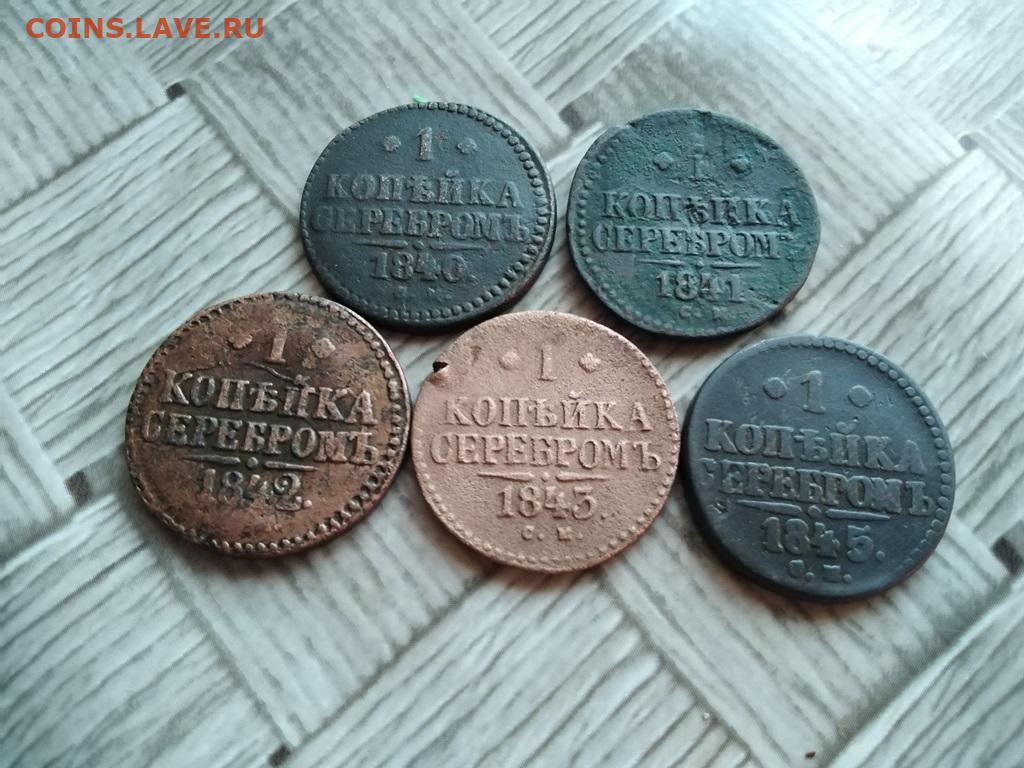 COINS.LAVE.RU
1
КОПѢЙКА
СЕРЕБРОМЪ
1840.
1
КОПѢЙКА
СЕРЕБРОМЪ
1841.
С. М.
1
КОПѢЙКА
СЕРЕБРОМЪ
1842.
1
КОПѢЙКА
СЕРЕБРОМЪ
1843.
С. М.
1
КОПѢЙКА
СЕРЕБРОМЪ
1845.
С. М.